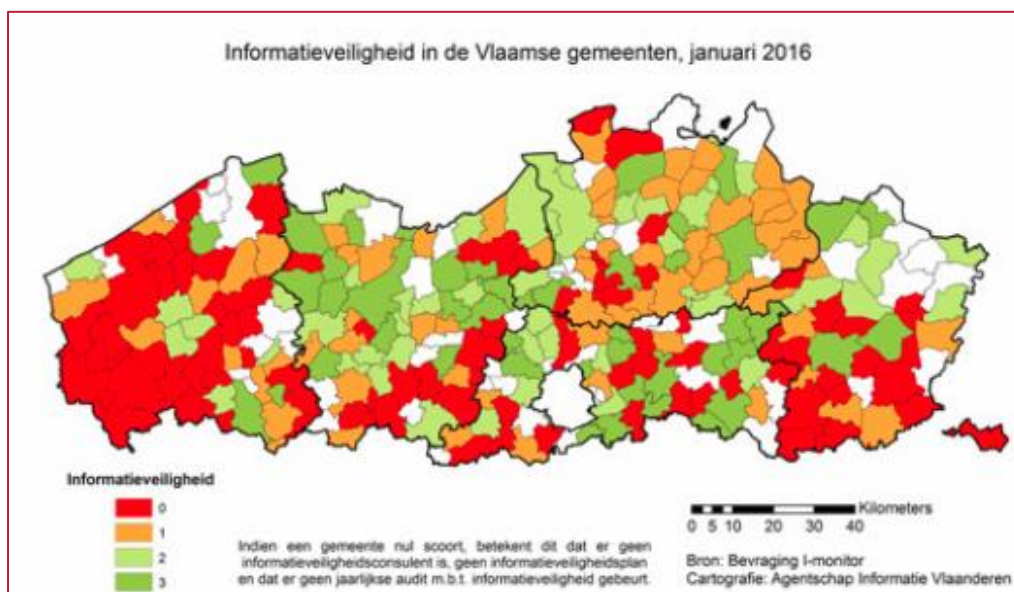 Informatieveiligheid in de Vlaamse gemeenten, januari 2016
Informatieveiligheid
0
1
2
3
Indien een gemeente nul scoort, betekent dit dat er geen
informatieveiligheidsconsulent is, geen informatieveiligheidsplan
en dat er geen jaarlijkse audit m.b.t. informatieveiligheid gebeurt.
Kilometers
0 5 10 20 30 40
Bron: Bevraging I-monitor
Cartografie: Agentschap Informatie Vlaanderen